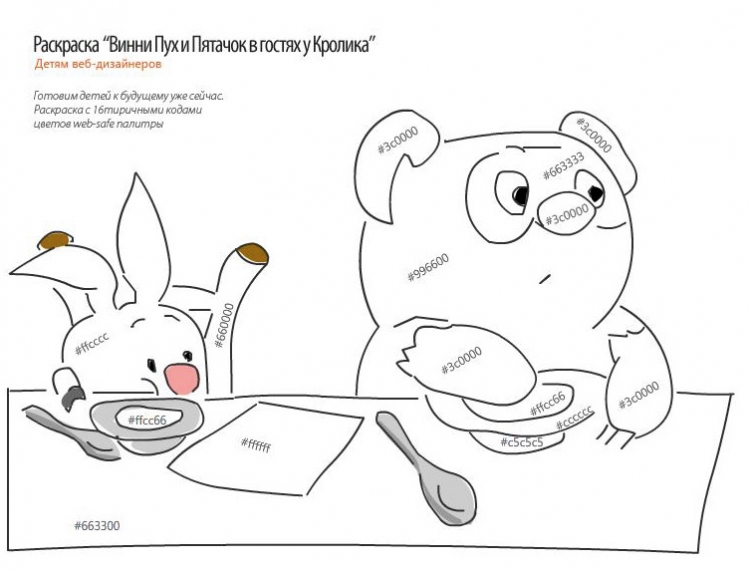 Раскраска “Винни Пух и Пятачок в гостях у Кролика”
Детям веб-дизайнеров
Готовим детей к будущему уже сейчас.
Раскраска с 16тиричными кодами
цветов web-safe палитры
#3c0000
#3c0000
#663333
#3c0000
#996600
#660000
#ffcccc
#3c0000
#3c0000
#ffcc66
#cccccc
#c5c5c5
#ffcc66
#ffffff
#663300